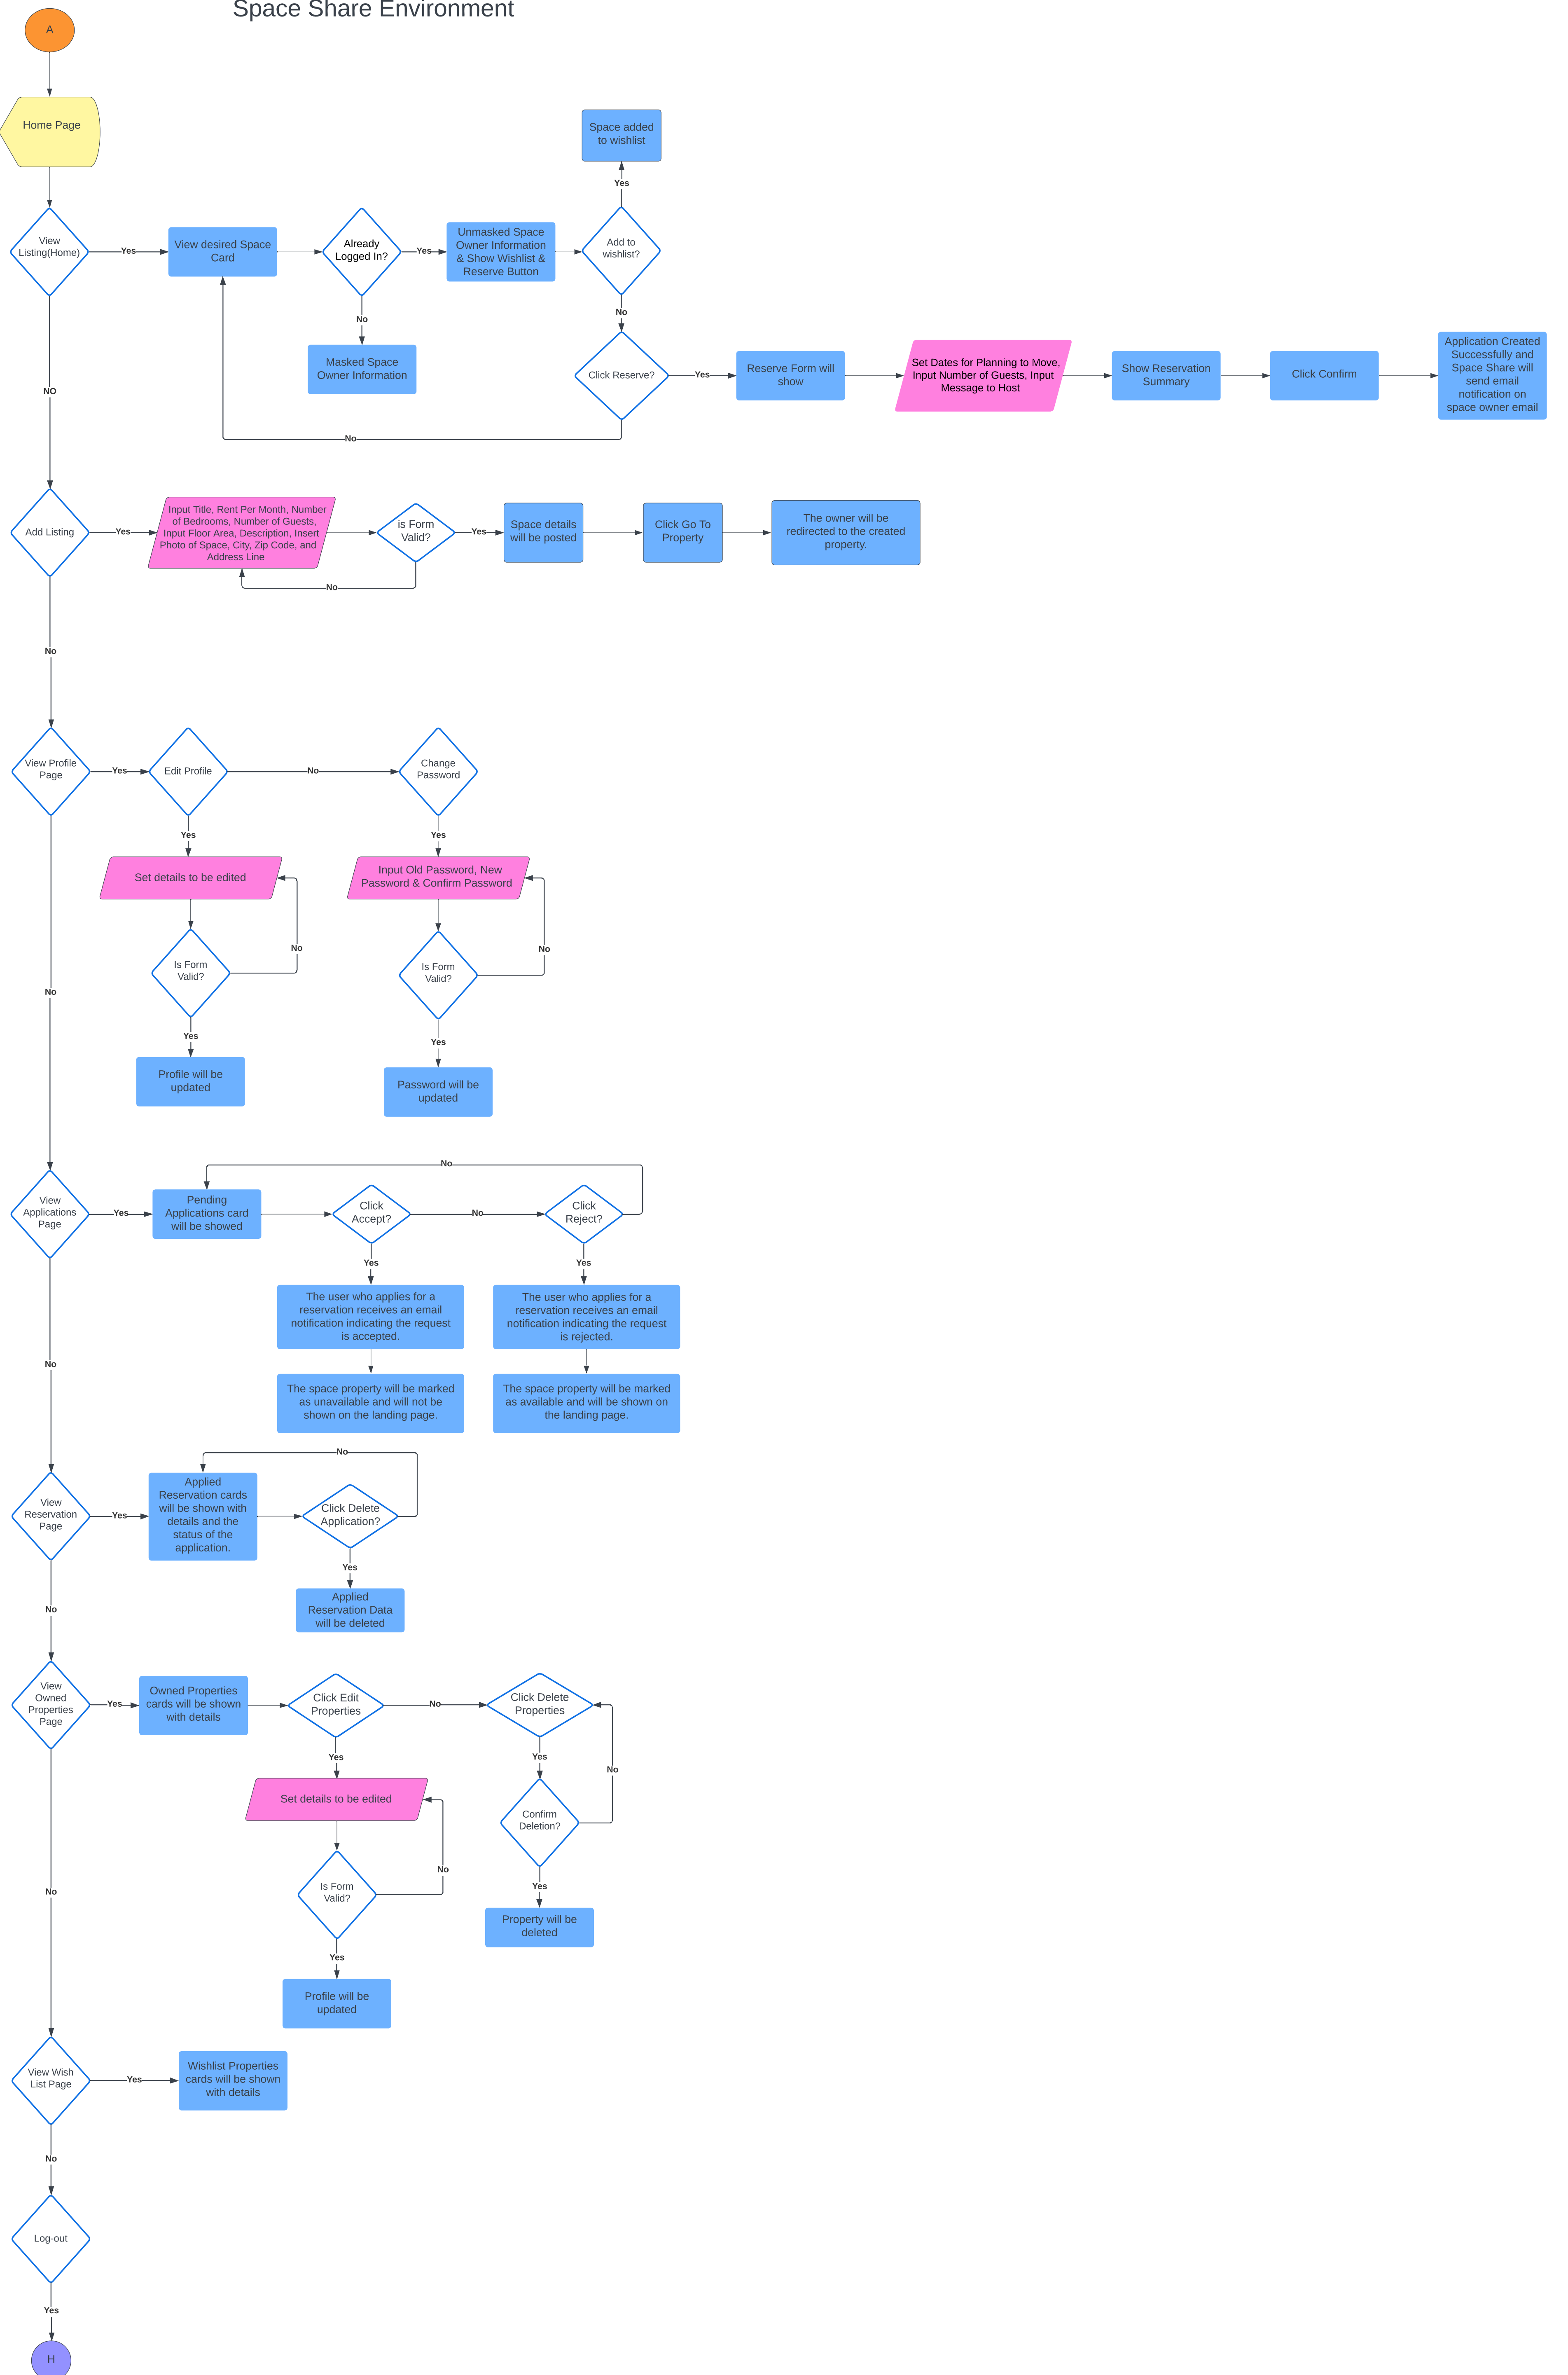 Space Share Environment
A
Home Page
Space added
to wishlist
Yes
View
Listing(Home)
Yes
View desired Space
Card
Already
Logged In?
Yes
Unmasked Space
Owner Information
& Show Wishlist &
Reserve Button
Add to
wishlist?
No
No
Masked Space
Owner Information
Click Reserve?
Yes
Reserve Form will
show
Set Dates for Planning to Move,
Input Number of Guests, Input
Message to Host
Show Reservation
Summary
Click Confirm
Application Created
Successfully and
Space Share will
send email
notification on
space owner email
NO
No
Add Listing
Yes
Input Title, Rent Per Month, Number
of Bedrooms, Number of Guests,
Input Floor Area, Description, Insert
Photo of Space, City, Zip Code, and
Address Line
is Form
Valid?
Yes
Space details
will be posted
Click Go To
Property
The owner will be
redirected to the created
property.
No
No
View Profile
Page
Yes
Edit Profile
No
Change
Password
Yes
Yes
Set details to be edited
Input Old Password, New
Password & Confirm Password
No
No
Is Form
Valid?
Is Form
Valid?
No
Yes
Yes
Profile will be
updated
Password will be
updated
No
View
Applications
Page
Yes
Pending
Applications card
will be showed
Click
Accept?
No
Click
Reject?
Yes
Yes
The user who applies for a
reservation receives an email
notification indicating the request
is accepted.
The user who applies for a
reservation receives an email
notification indicating the request
is rejected.
No
The space property will be marked
as unavailable and will not be
shown on the landing page.
The space property will be marked
as available and will be shown on
the landing page.
No
View
Reservation
Page
Yes
Applied
Reservation cards
will be shown with
details and the
status of the
application.
Click Delete
Application?
Yes
Applied
Reservation Data
will be deleted
No
View
Owned
Properties
Page
Yes
Owned Properties
cards will be shown
with details
Click Edit
Properties
No
Click Delete
Properties
Yes
Yes
No
Set details to be edited
Confirm
Deletion?
No
Is Form
Valid?
Yes
No
Property will be
deleted
Yes
Profile will be
updated
View Wish
List Page
Yes
Wishlist Properties
cards will be shown
with details
No
Log-out
Yes
H